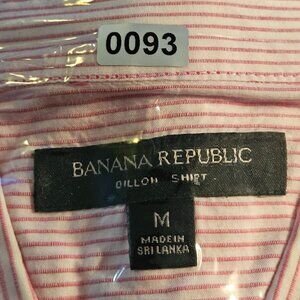 0093
BANANA REPUBLIC
DILLON SHIRT
M
MADE IN
SRI LANKA